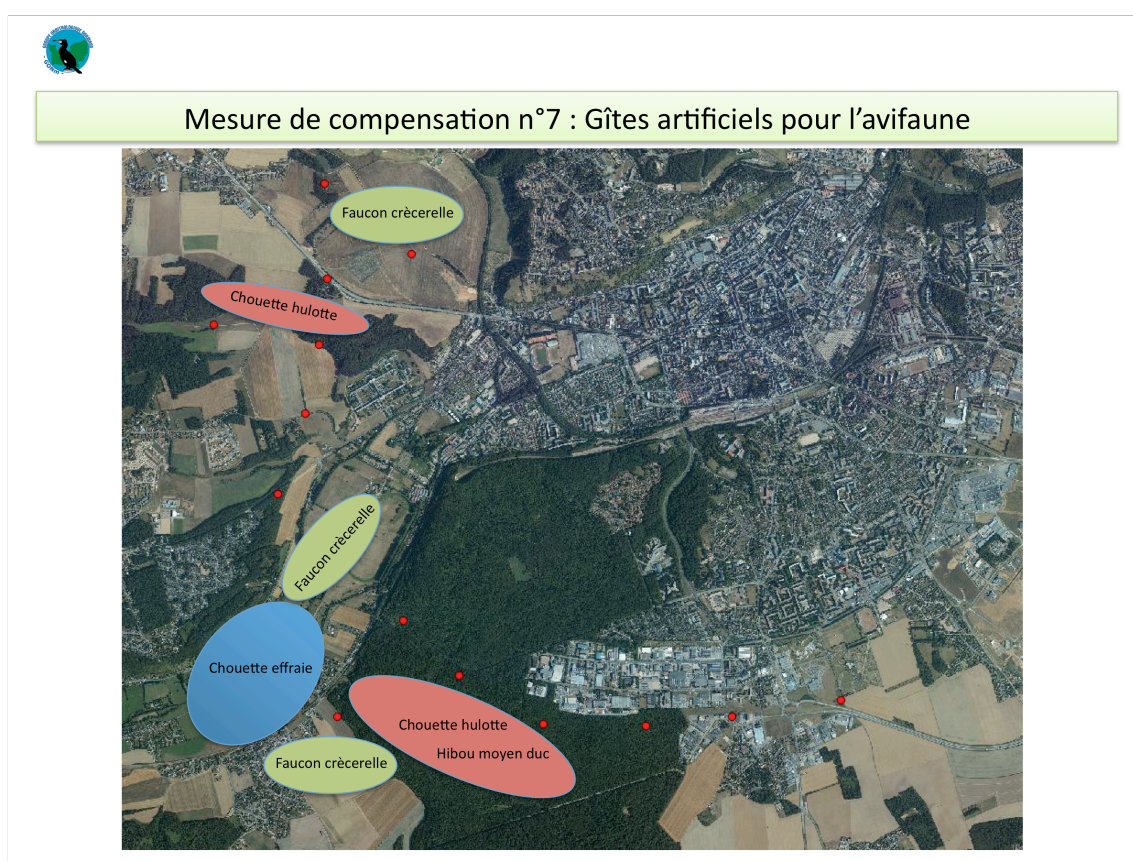 Mesure de compensation n°7 : Gîtes artificiels pour l’avifaune
Faucon crècerelle
Chouette hulotte
Faucon crècerelle
Chouette effraie
Chouette hulotte
Hibou moyen duc
Faucon crècerelle